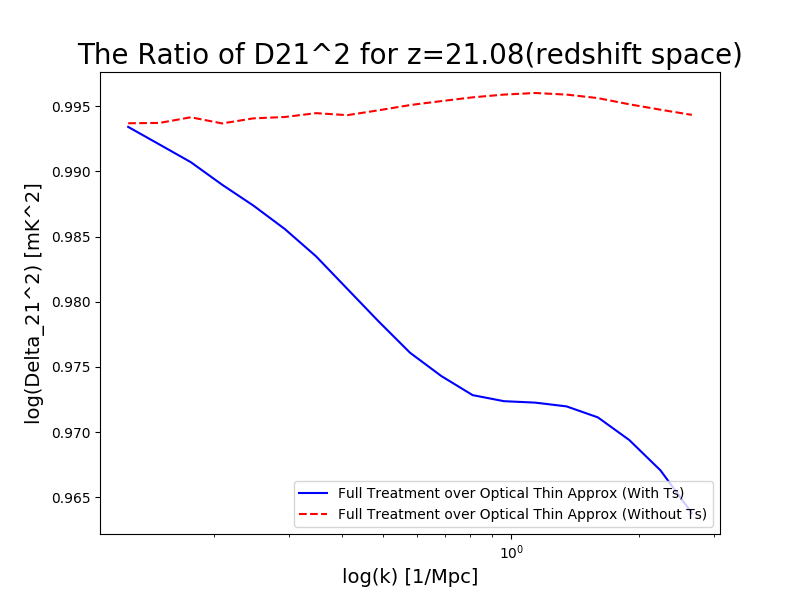 The Ratio of D21^2 for z=21.08(redshift space)
log(Delta_21^2) [mK^2]
0.995
0.990
0.985
0.980
0.975
0.970
0.965
Full Treatment over Optical Thin Approx (With Ts)
Full Treatment over Optical Thin Approx (Without Ts)
10^0
log(k) [1/Mpc]